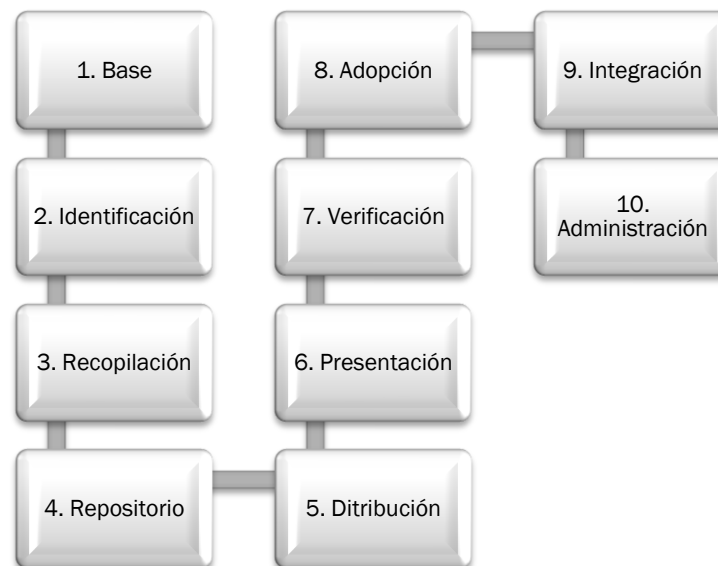 1. Base
2. Identificación
3. Recopilación
4. Repositorio
5. Ditribución
6. Presentación
7. Verificación
8. Adopción
9. Integración
10.
Administración